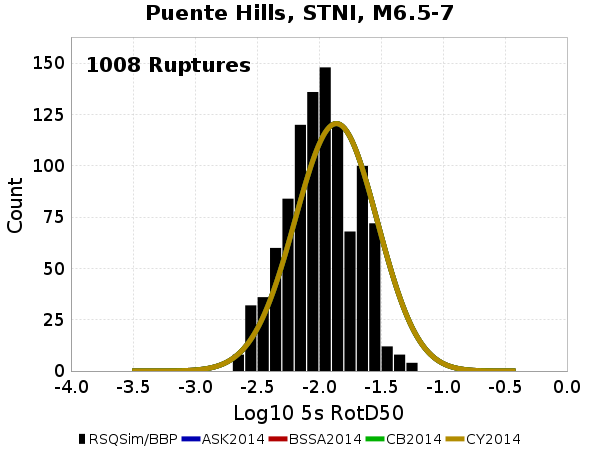 Puente Hills, STNI, M6.5-7
1008 Ruptures
Count
150
125
100
75
50
25
0
-4.0 -3.5 -3.0 -2.5 -2.0 -1.5 -1.0 -0.5 0.0
Log10 5s RotD50
RSQSim/BBP ASK2014 BSSA2014 CB2014 CY2014